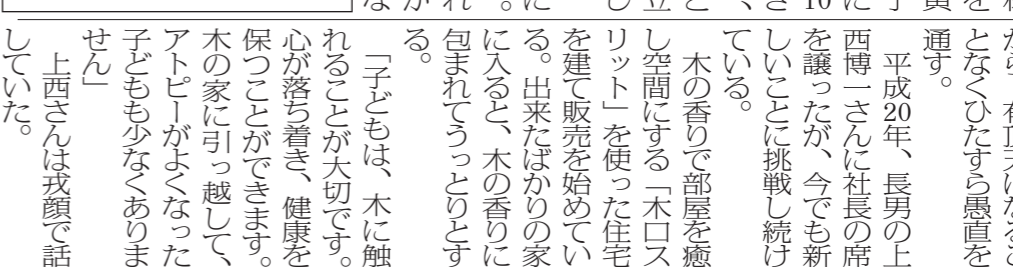 から、有頂天になるこ
となくひたすら愚直を
通す。
平成20年、長男の上
西博一さんに社長の席
を譲ったが、今でも新
しいことに挑戦し続け
ている。
木の香りで部屋を癒
し空間にする「木口ス
リット」を使った住宅
を建て販売を始めてい
る。出来たばかりの家
に入ると、木の香りに
包まれてうっとりとす
る。
「子どもは、木に触
れることが大切です。
心が落ち着き、健康を
保つことができます。
木の家に引っ越して、
アトピーがよくなった
子どもも少なくありま
せん」
上西さんは戎顔で話
していた。